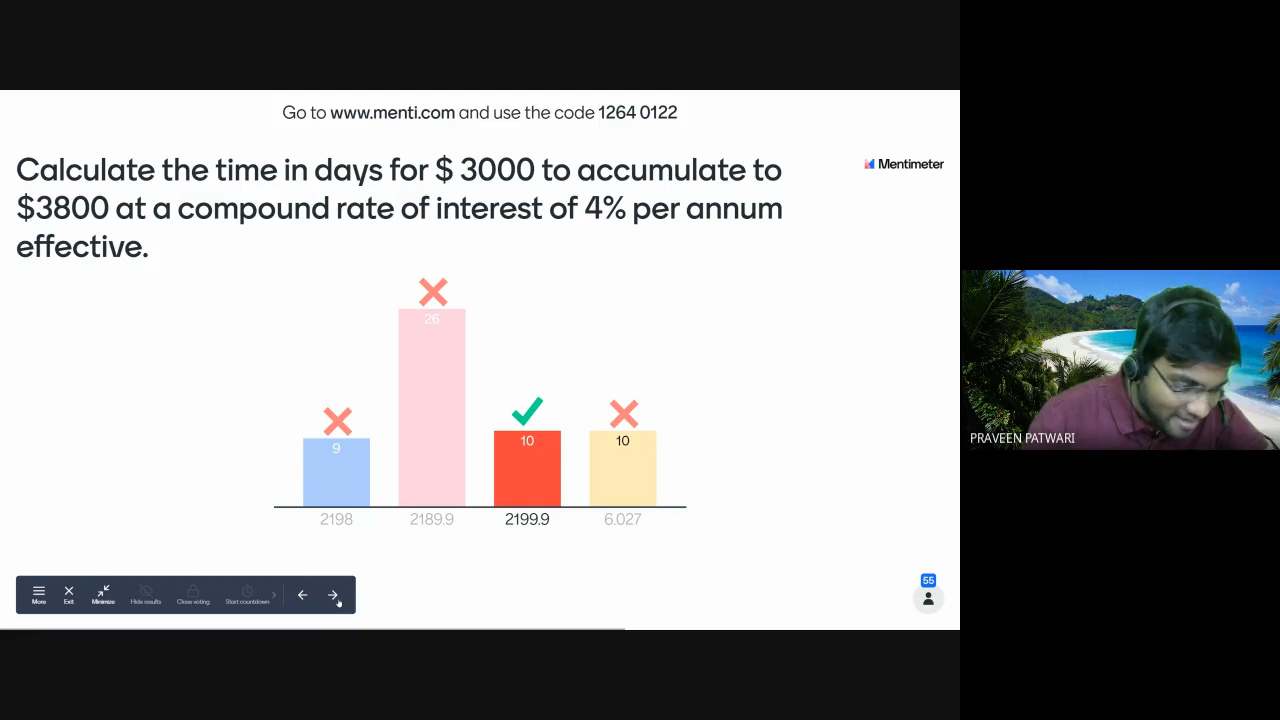 Go to www.menti.com and use the code 1264 0122
Calculate the time in days for $ 3000 to accumulate to
$3800 at a compound rate of interest of 4% per annum
effective.
Mentimeter
26
9
10
10
2198
2189.9
2199.9
6.027
PRAVEEN PATWARI
More
Exit
Minimize
Hide results
Close voting
Start countdown
55